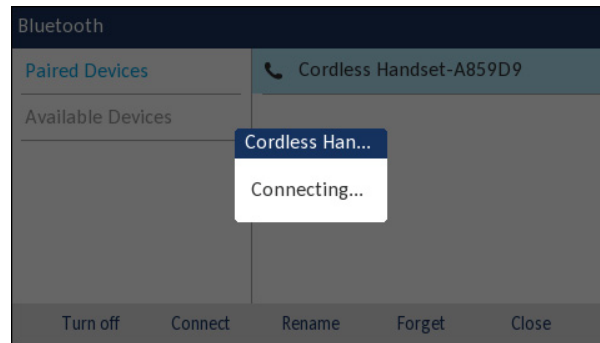 Bluetooth
Paired Devices
Cordless Handset-A859D9
Available Devices
Cordless Han...
Connecting...
Turn off Connect Rename Forget Close